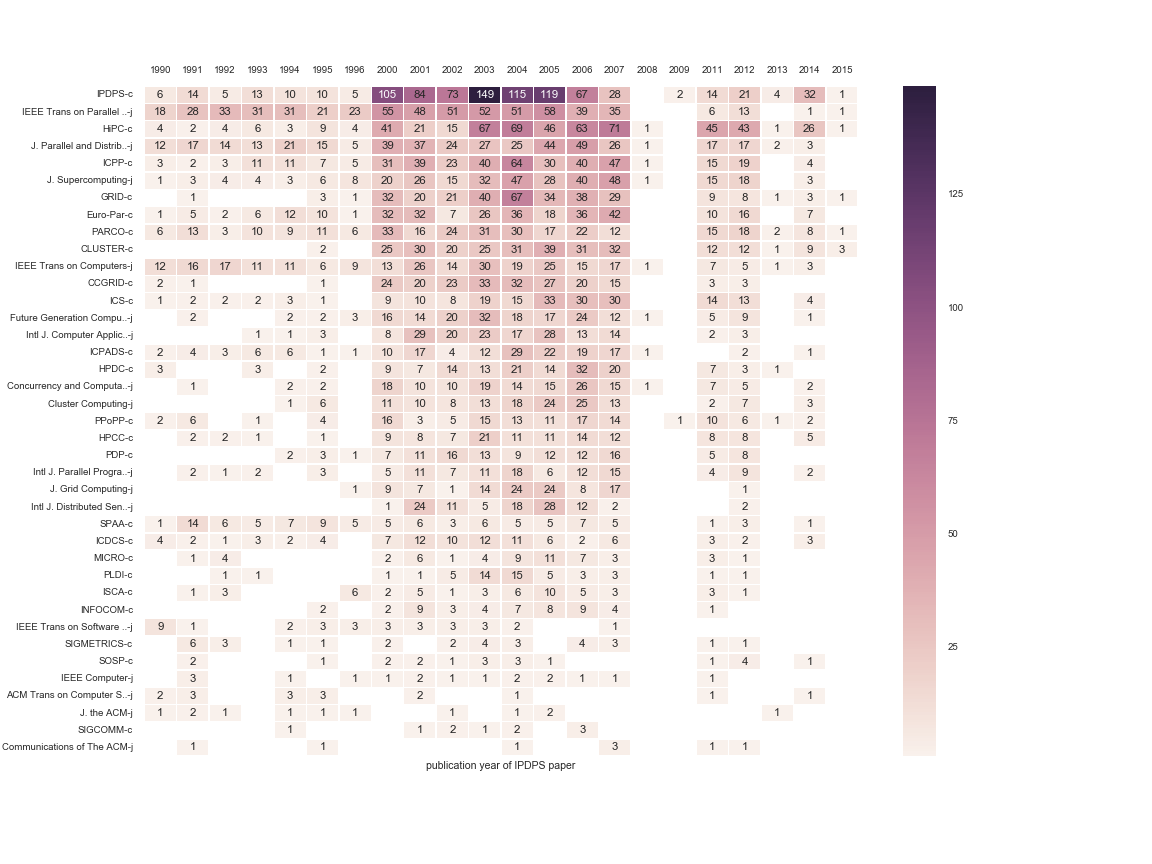 1990 1991 1992 1993 1994 1995 1996 2000 2001 2002 2003 2004 2005 2006 2007 2008 2009 2011 2012 2013 2014 2015
IPDPS-c 6 14 5 13 10 10 5 105 84 73 149 115 119 67 28 2 14 21 4 32 1
IEEE Trans on Parallel ..-j 18 28 33 31 31 21 23 55 48 51 52 51 58 39 35 6 13 1 1
HiPC-c 4 2 4 6 3 9 4 41 21 15 67 69 46 63 71 1 45 43 1 26 1
J. Parallel and Distrib..-j 12 17 14 13 21 15 5 39 37 24 27 25 44 49 26 1 17 17 2 3
ICPP-c 3 2 3 11 11 7 5 31 39 23 40 64 30 40 47 15 19 4
J. Supercomputing-j 1 3 4 4 3 6 8 20 26 15 32 47 28 40 48 1 15 18 3
GRID-c 1 3 1 32 20 21 40 67 34 38 29 9 8 1 3 1
Euro-Par-c 1 5 2 6 12 10 1 32 32 7 26 36 18 36 42 10 16 7
PARCO-c 6 13 3 10 9 11 6 33 16 24 31 30 17 22 12 15 18 2 8 1
CLUSTER-c 2 25 30 20 25 31 39 31 32 12 12 1 9 3
IEEE Trans on Computers-j 12 16 17 11 11 6 9 13 26 14 30 19 25 15 17 1 7 5 1 3
CCGRID-c 2 1 1 24 20 23 33 32 27 20 15 3 3
ICS-c 1 2 2 2 3 1 9 10 8 19 15 33 30 30 14 13 4
Future Generation Compu..-j 2 2 2 3 16 14 20 32 18 17 24 12 1 5 9 1
Intl J. Computer Applic..-j 1 1 3 8 29 20 23 17 28 13 14 2 3
ICPADS-c 2 4 3 6 6 1 1 10 17 4 12 29 22 19 17 1 2 1
HPDC-c 3 3 2 9 7 14 13 21 14 32 20 7 3 1
Concurrency and Computa..-j 1 2 2 18 10 10 19 14 15 26 15 1 7 5 2
Cluster Computing-j 1 6 11 10 8 13 18 24 25 13 2 7 3
PPoPP-c 2 6 1 4 16 3 5 15 13 11 17 14 1 10 6 1 2
HPCC-c 2 2 1 1 9 8 7 21 11 11 14 12 8 8 5
PDP-c 2 3 1 7 11 16 13 9 12 12 16 5 8
Intl J. Parallel Progra..-j 2 1 2 3 5 11 7 11 18 6 12 15 4 9 2
J. Grid Computing-j 1 9 7 1 14 24 24 8 17 1
Intl J. Distributed Sen..-j 1 24 11 5 18 28 12 2 2
SPAA-c 1 14 6 5 7 9 5 5 6 3 6 5 5 7 5 1 3 1
ICDCS-c 4 2 1 3 2 4 7 12 10 12 11 6 2 6 3 2 3
MICRO-c 1 4 2 6 1 4 9 11 7 3 3 1
PLDI-c 1 1 1 1 5 14 15 5 3 3 1 1
ISCA-c 1 3 6 2 5 1 3 6 10 5 3 3 1
INFOCOM-c 2 2 9 3 4 7 8 9 4 1
IEEE Trans on Software ..-j 9 1 2 3 3 3 3 3 3 2 1
SIGMETRICS-c 6 3 1 1 2 2 4 3 4 3 1 1
SOSP-c 2 1 2 2 1 3 3 1 1 4 1
IEEE Computer-j 3 1 1 1 2 1 1 2 2 1 1 1
ACM Trans on Computer S..-j 2 3 3 3 2 1 1 1
J. the ACM-j 1 2 1 1 1 1 1 1 2 1
SIGCOMM-c 1 1 2 1 2 3
Communications of The ACM-j 1 1 1 3 1 1
publication year of IPDPS paper
125
100
75
50
25